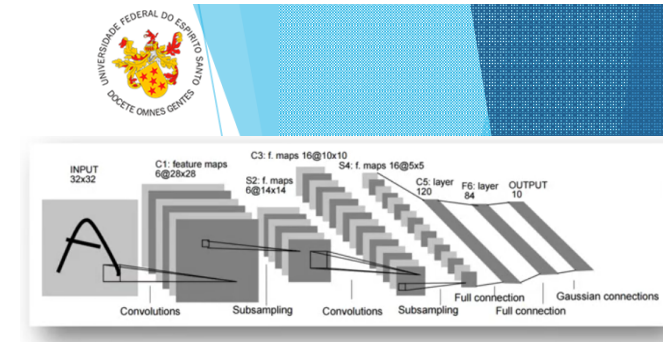 UNIVERSIDADE FEDERAL DO ESPIRITO SANTO
DOCETE OMNES GENTES
INPUT
32x32
C1: feature maps
6@28x28
S2: f. maps
6@14x14
C3: f. maps 16@10x10
S4: f. maps 16@5x5
C5: layer
120
F6: layer
84
OUTPUT
10
A
Convolutions
Subsampling
Convolutions
Subsampling
Full connection
Full connection
Gaussian connections